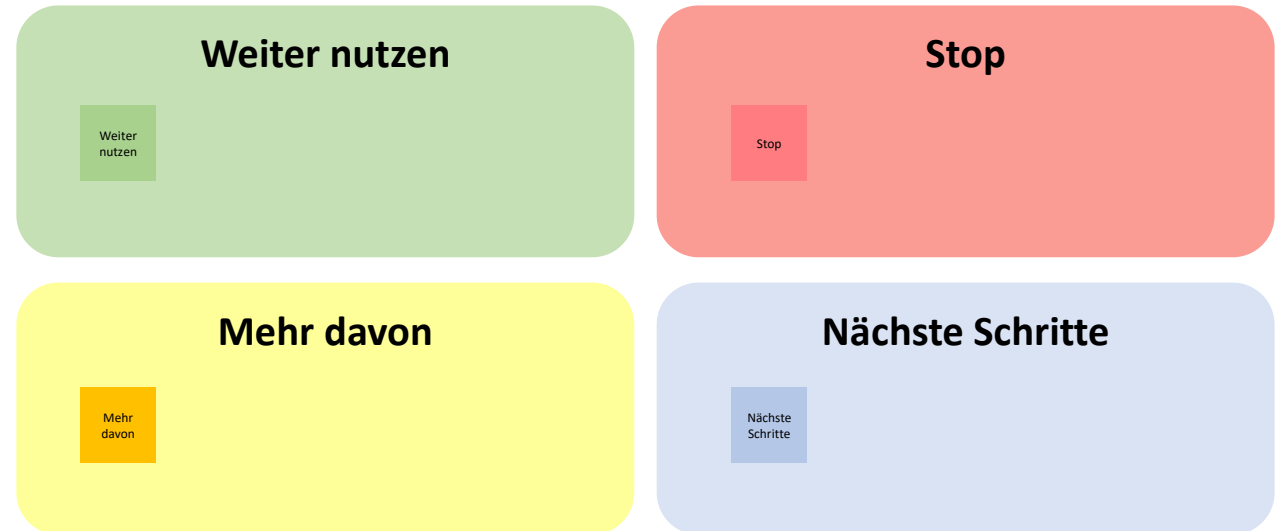 Weiter nutzen
Stop
Weiter
nutzen
Stop
Mehr davon
Nächste Schritte
Mehr
davon
Nächste
Schritte